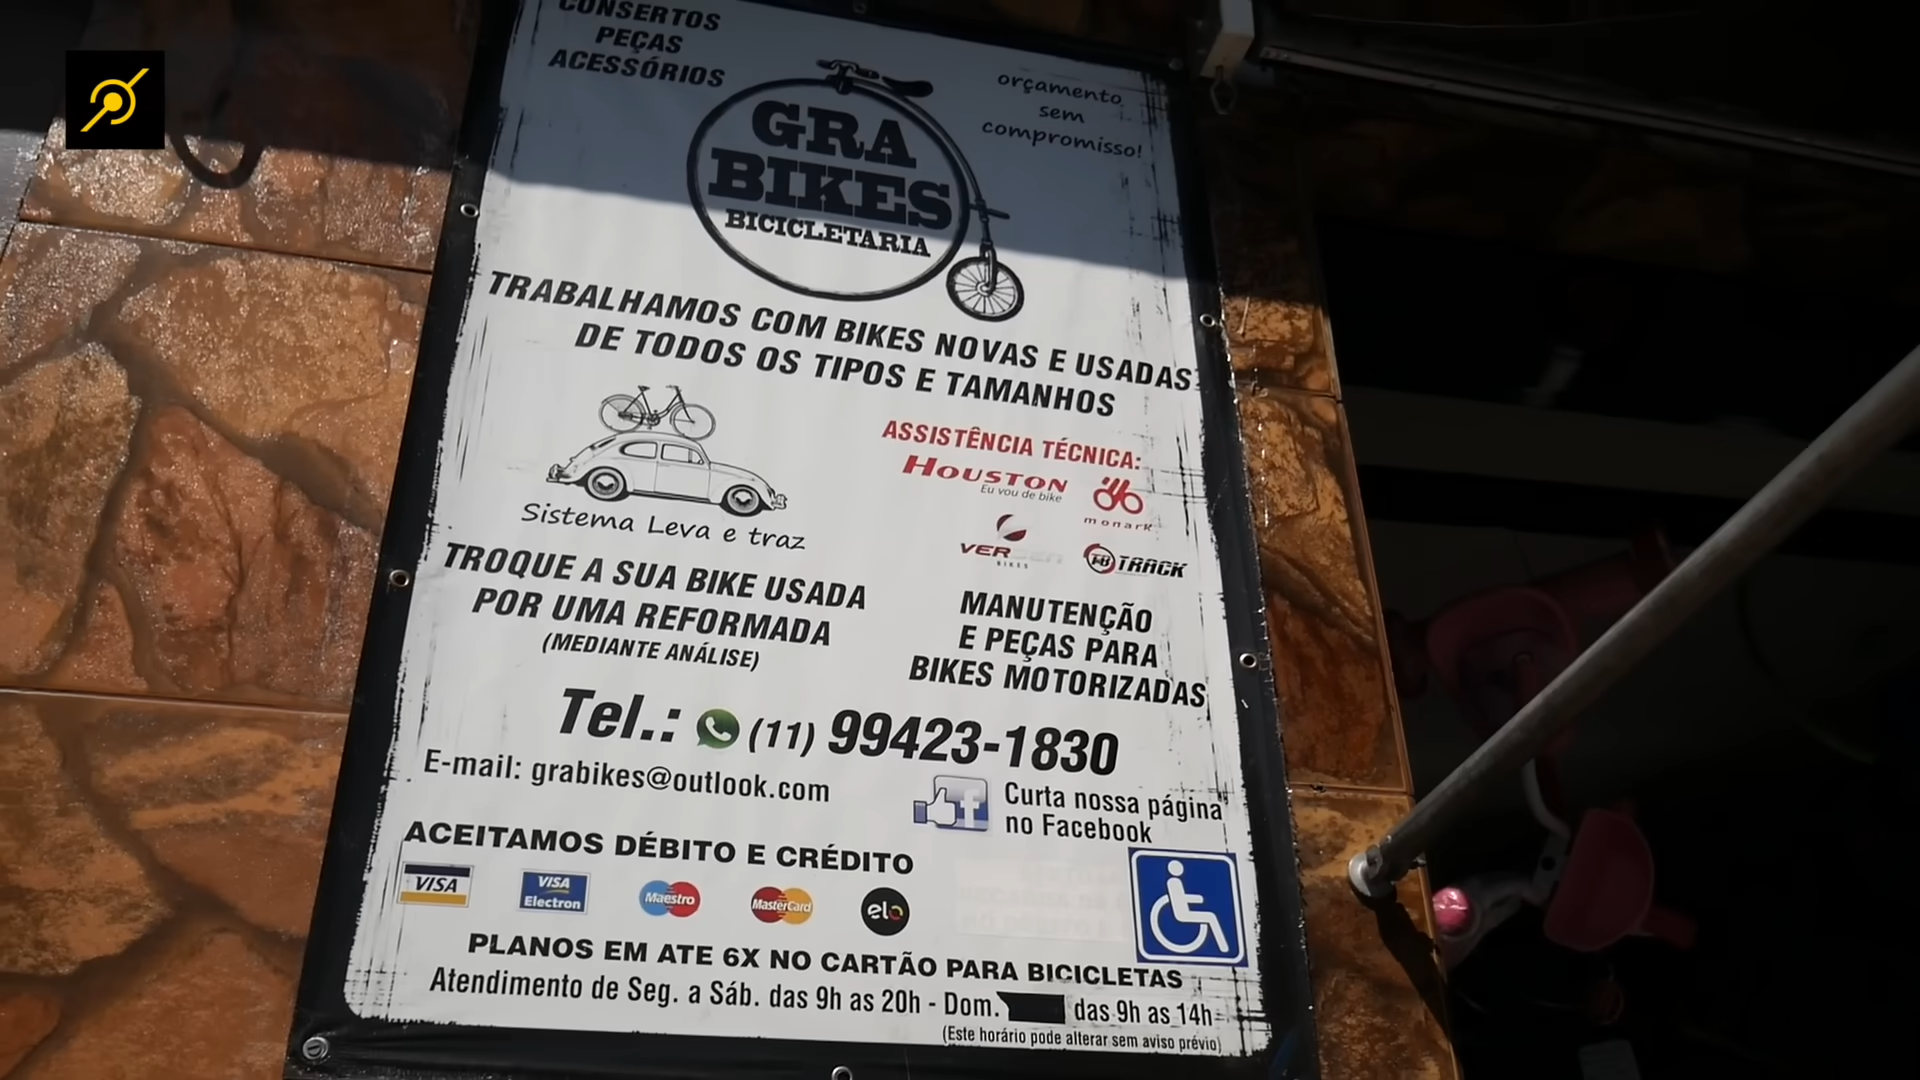 CONSERTOS
PEÇAS
ACESSÓRIOS
orçamento
sem
compromisso!
GRA
BIKES
BICICLETARIA
TRABALHAMOS COM BIKES NOVAS E USADAS
DE TODOS OS TIPOS E TAMANHOS
Sistema Leva e traz
ASSISTÊNCIA TÉCNICA:
HOUSTON
Eu vou de bike
monark
VER
BIKES
TB TRACK
TROQUE A SUA BIKE USADA
POR UMA REFORMADA
(MEDIANTE ANÁLISE)
MANUTENÇÃO
E PEÇAS PARA
BIKES MOTORIZADAS
Tel.: (11) 99423-1830
E-mail: grabikes@outlook.com
Curta nossa página
no Facebook
ACEITAMOS DÉBITO E CRÉDITO
VISA
VISA Electron
Maestro
MasterCard
elo
PLANOS EM ATE 6X NO CARTÃO PARA BICICLETAS
Atendimento de Seg. a Sáb. das 9h as 20h - Dom. das 9h as 14h
(Este horário pode alterar sem aviso prévio)